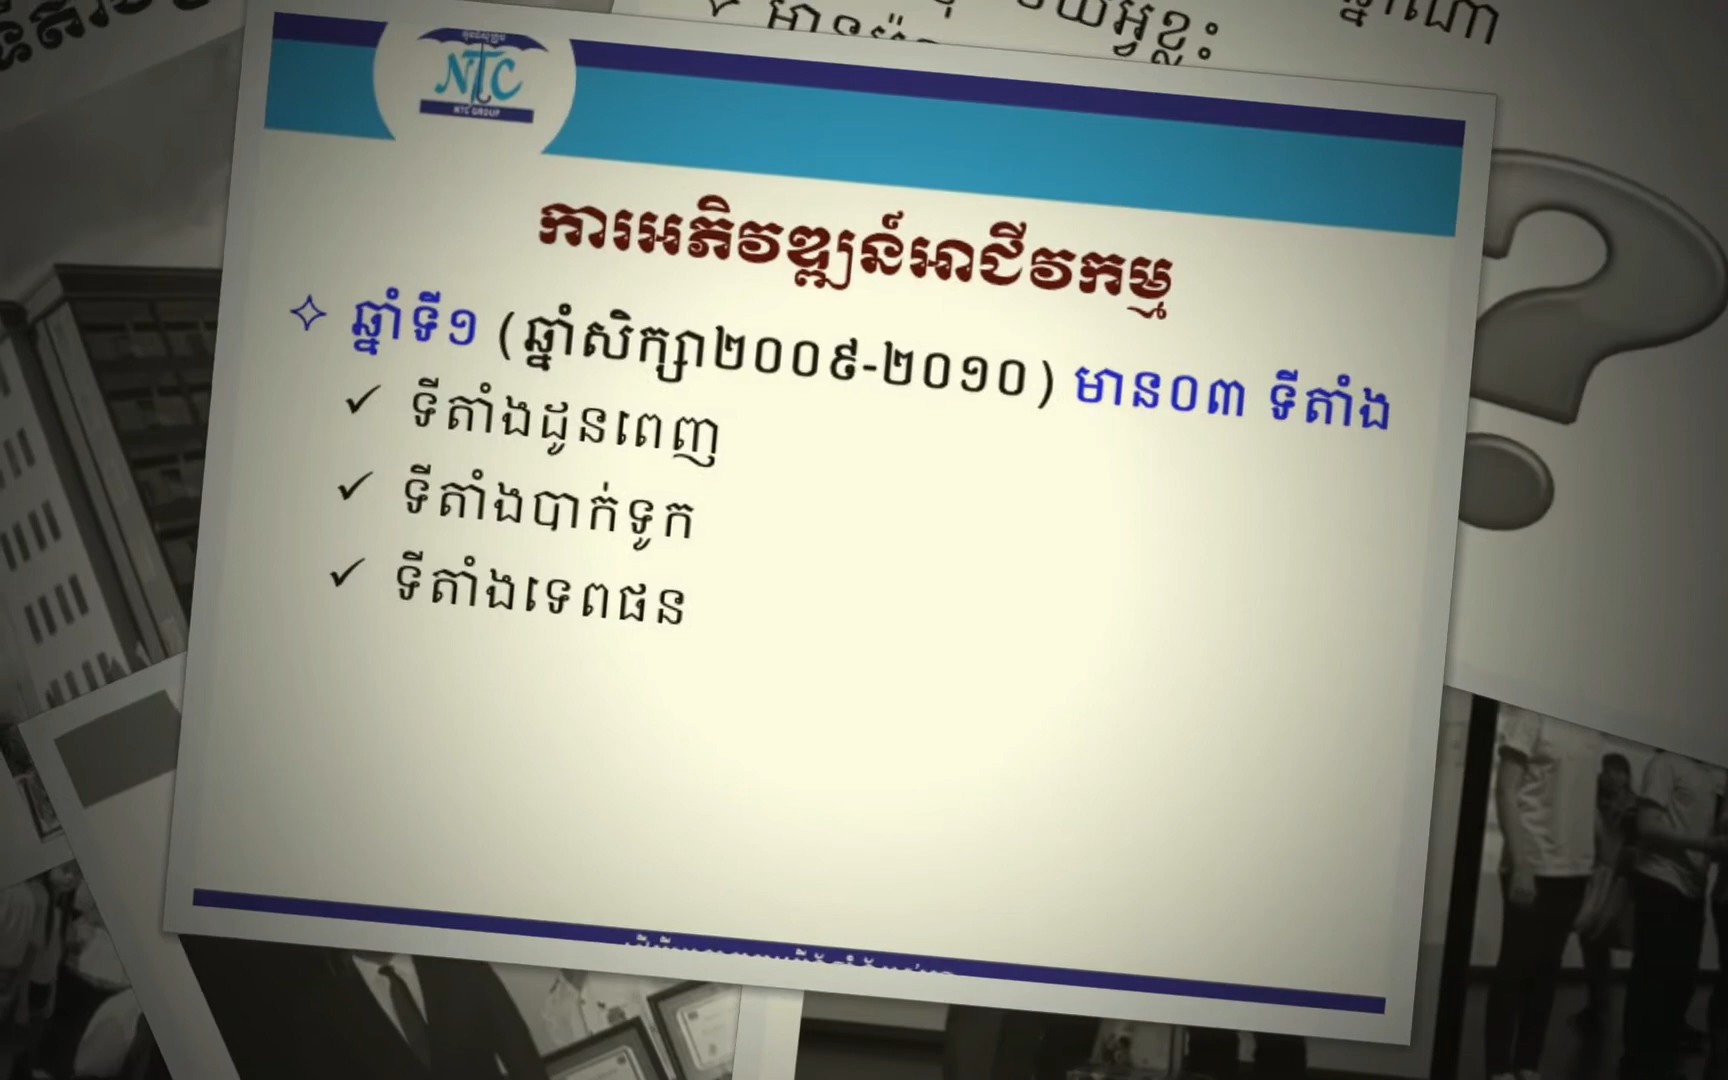 NTC
NTC GROUP
ការអភិវឌ្ឍន៍អាជីវកម្ម
ឆ្នាំទី១ (ឆ្នាំសិក្សា២០០៩-២០១០) មាន០៣ ទីតាំង
ទីតាំងដូនពេញ
ទីតាំងបាក់ទូក
ទីតាំងទេពផន